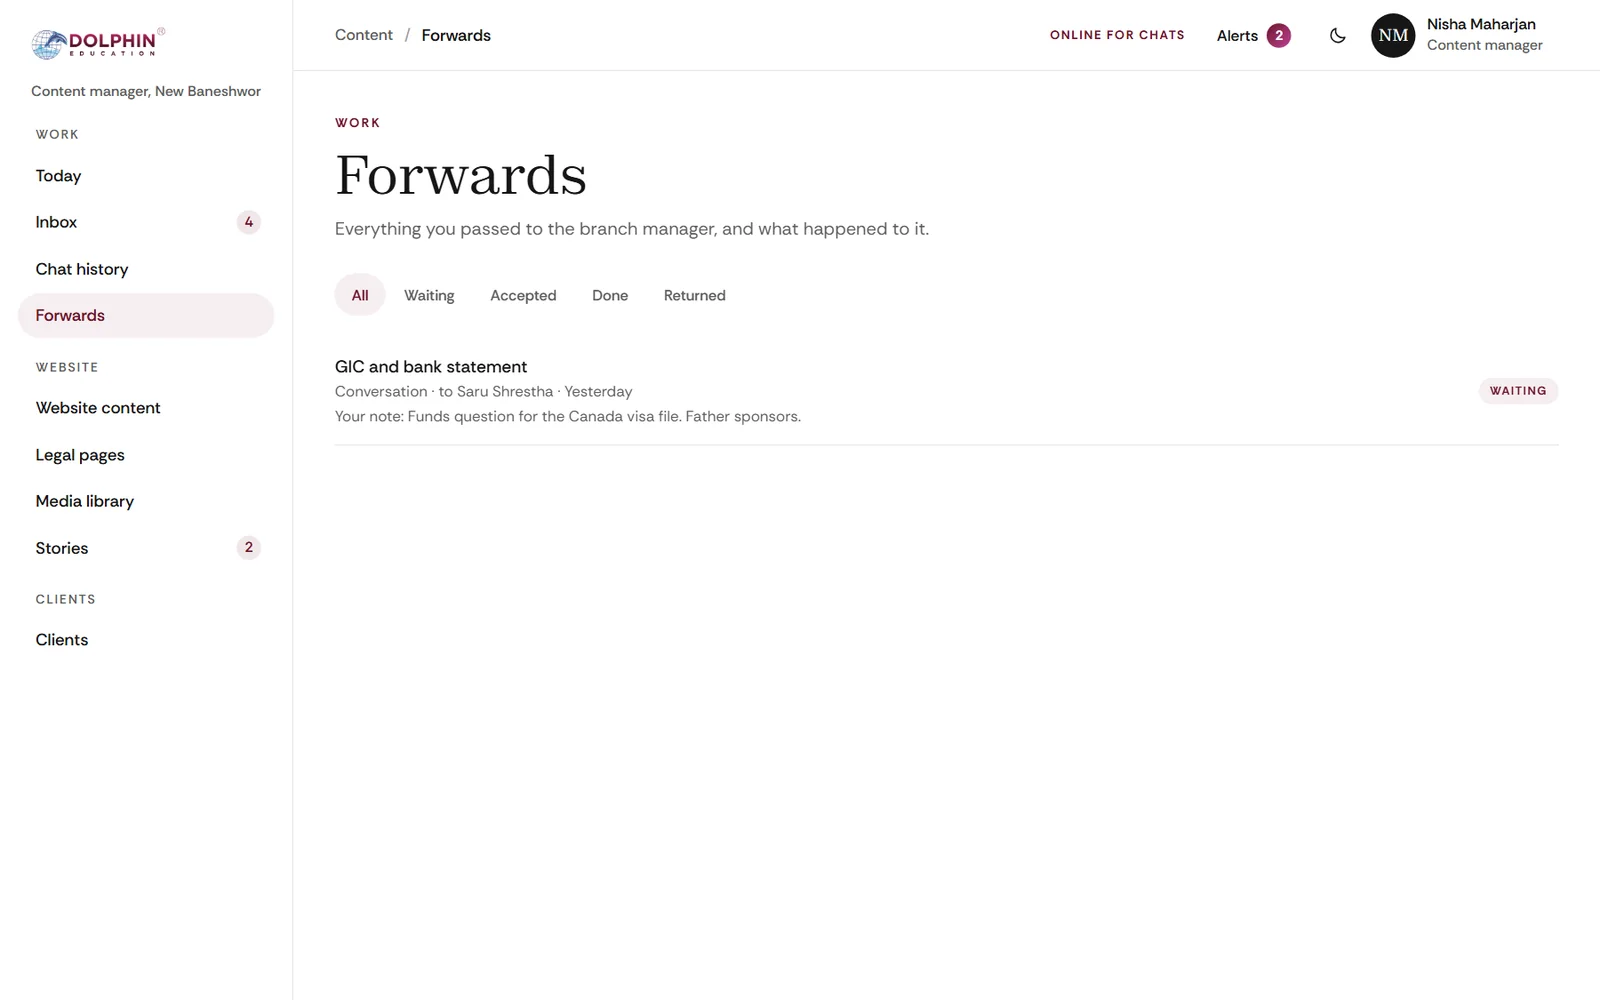 DOLPHIN®
EDUCATION
Content manager, New Baneshwor
WORK
Today
Inbox 4
Chat history
Forwards
WEBSITE
Website content
Legal pages
Media library
Stories 2
CLIENTS
Clients
Content / Forwards
ONLINE FOR CHATS
Alerts 2
NM
Nisha Maharjan
Content manager
WORK
Forwards
Everything you passed to the branch manager, and what happened to it.
All Waiting Accepted Done Returned
GIC and bank statement
Conversation · to Saru Shrestha · Yesterday
Your note: Funds question for the Canada visa file. Father sponsors.
WAITING